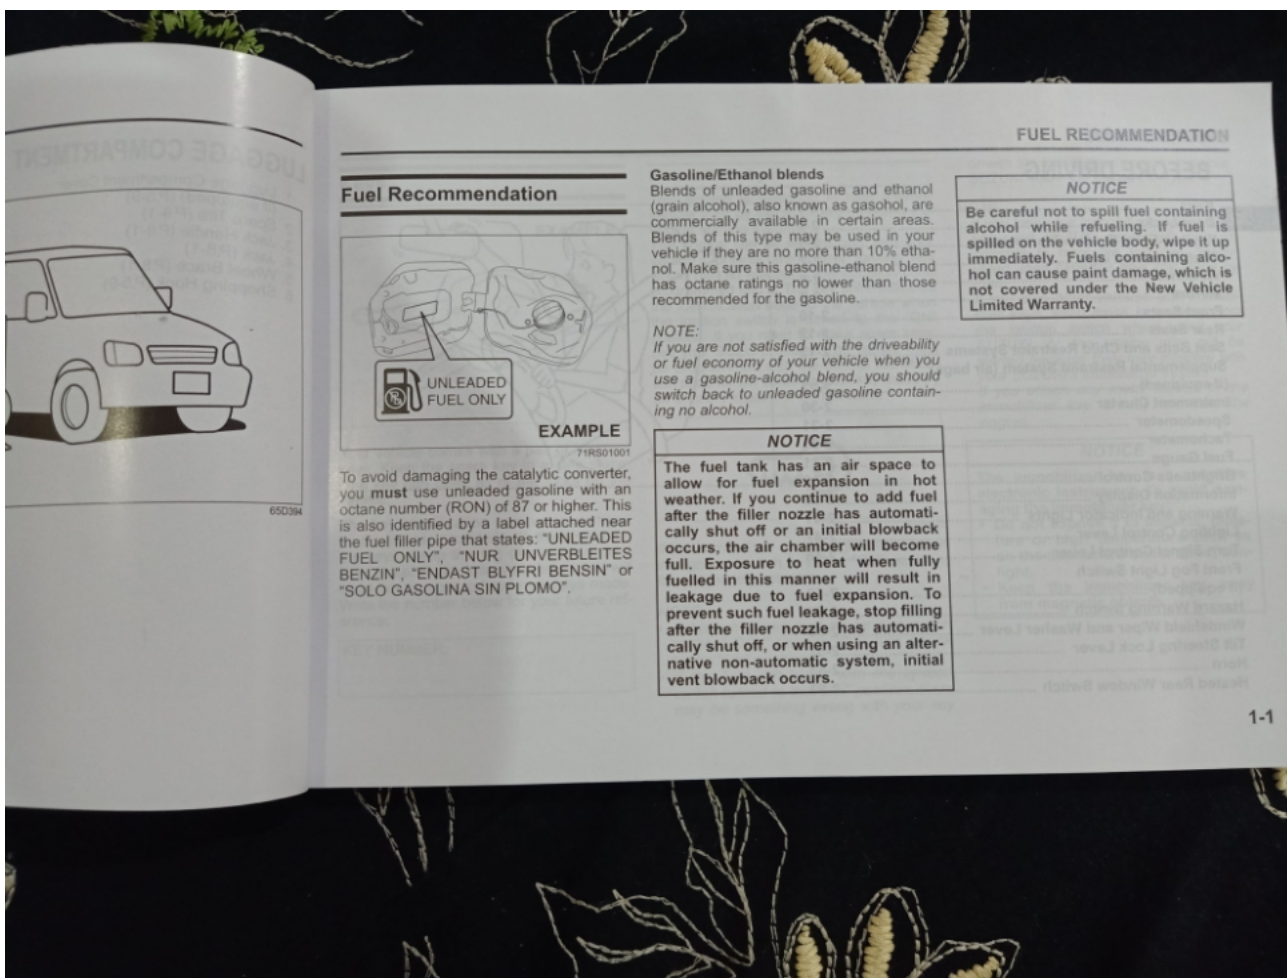 65D394
FUEL RECOMMENDATION
Fuel Recommendation
UNLEADED
FUEL ONLY
EXAMPLE
71RS01001
To avoid damaging the catalytic converter,
you must use unleaded gasoline with an
octane number (RON) of 87 or higher. This
is also identified by a label attached near
the fuel filler pipe that states: “UNLEADED
FUEL ONLY”, “NUR UNVERBLEITES
BENZIN”, “ENDAST BLYFRI BENSIN” or
“SOLO GASOLINA SIN PLOMO”.
Gasoline/Ethanol blends
Blends of unleaded gasoline and ethanol
(grain alcohol), also known as gasohol, are
commercially available in certain areas.
Blends of this type may be used in your
vehicle if they are no more than 10% etha-
nol. Make sure this gasoline-ethanol blend
has octane ratings no lower than those
recommended for the gasoline.
NOTE:
If you are not satisfied with the driveability
or fuel economy of your vehicle when you
use a gasoline-alcohol blend, you should
switch back to unleaded gasoline contain-
ing no alcohol.
NOTICE
The fuel tank has an air space to
allow for fuel expansion in hot
weather. If you continue to add fuel
after the filler nozzle has automati-
cally shut off or an initial blowback
occurs, the air chamber will become
full. Exposure to heat when fully
fuelled in this manner will result in
leakage due to fuel expansion. To
prevent such fuel leakage, stop filling
after the filler nozzle has automati-
cally shut off, or when using an alter-
native non-automatic system, initial
vent blowback occurs.
NOTICE
Be careful not to spill fuel containing
alcohol while refueling. If fuel is
spilled on the vehicle body, wipe it up
immediately. Fuels containing alco-
hol can cause paint damage, which is
not covered under the New Vehicle
Limited Warranty.
1-1